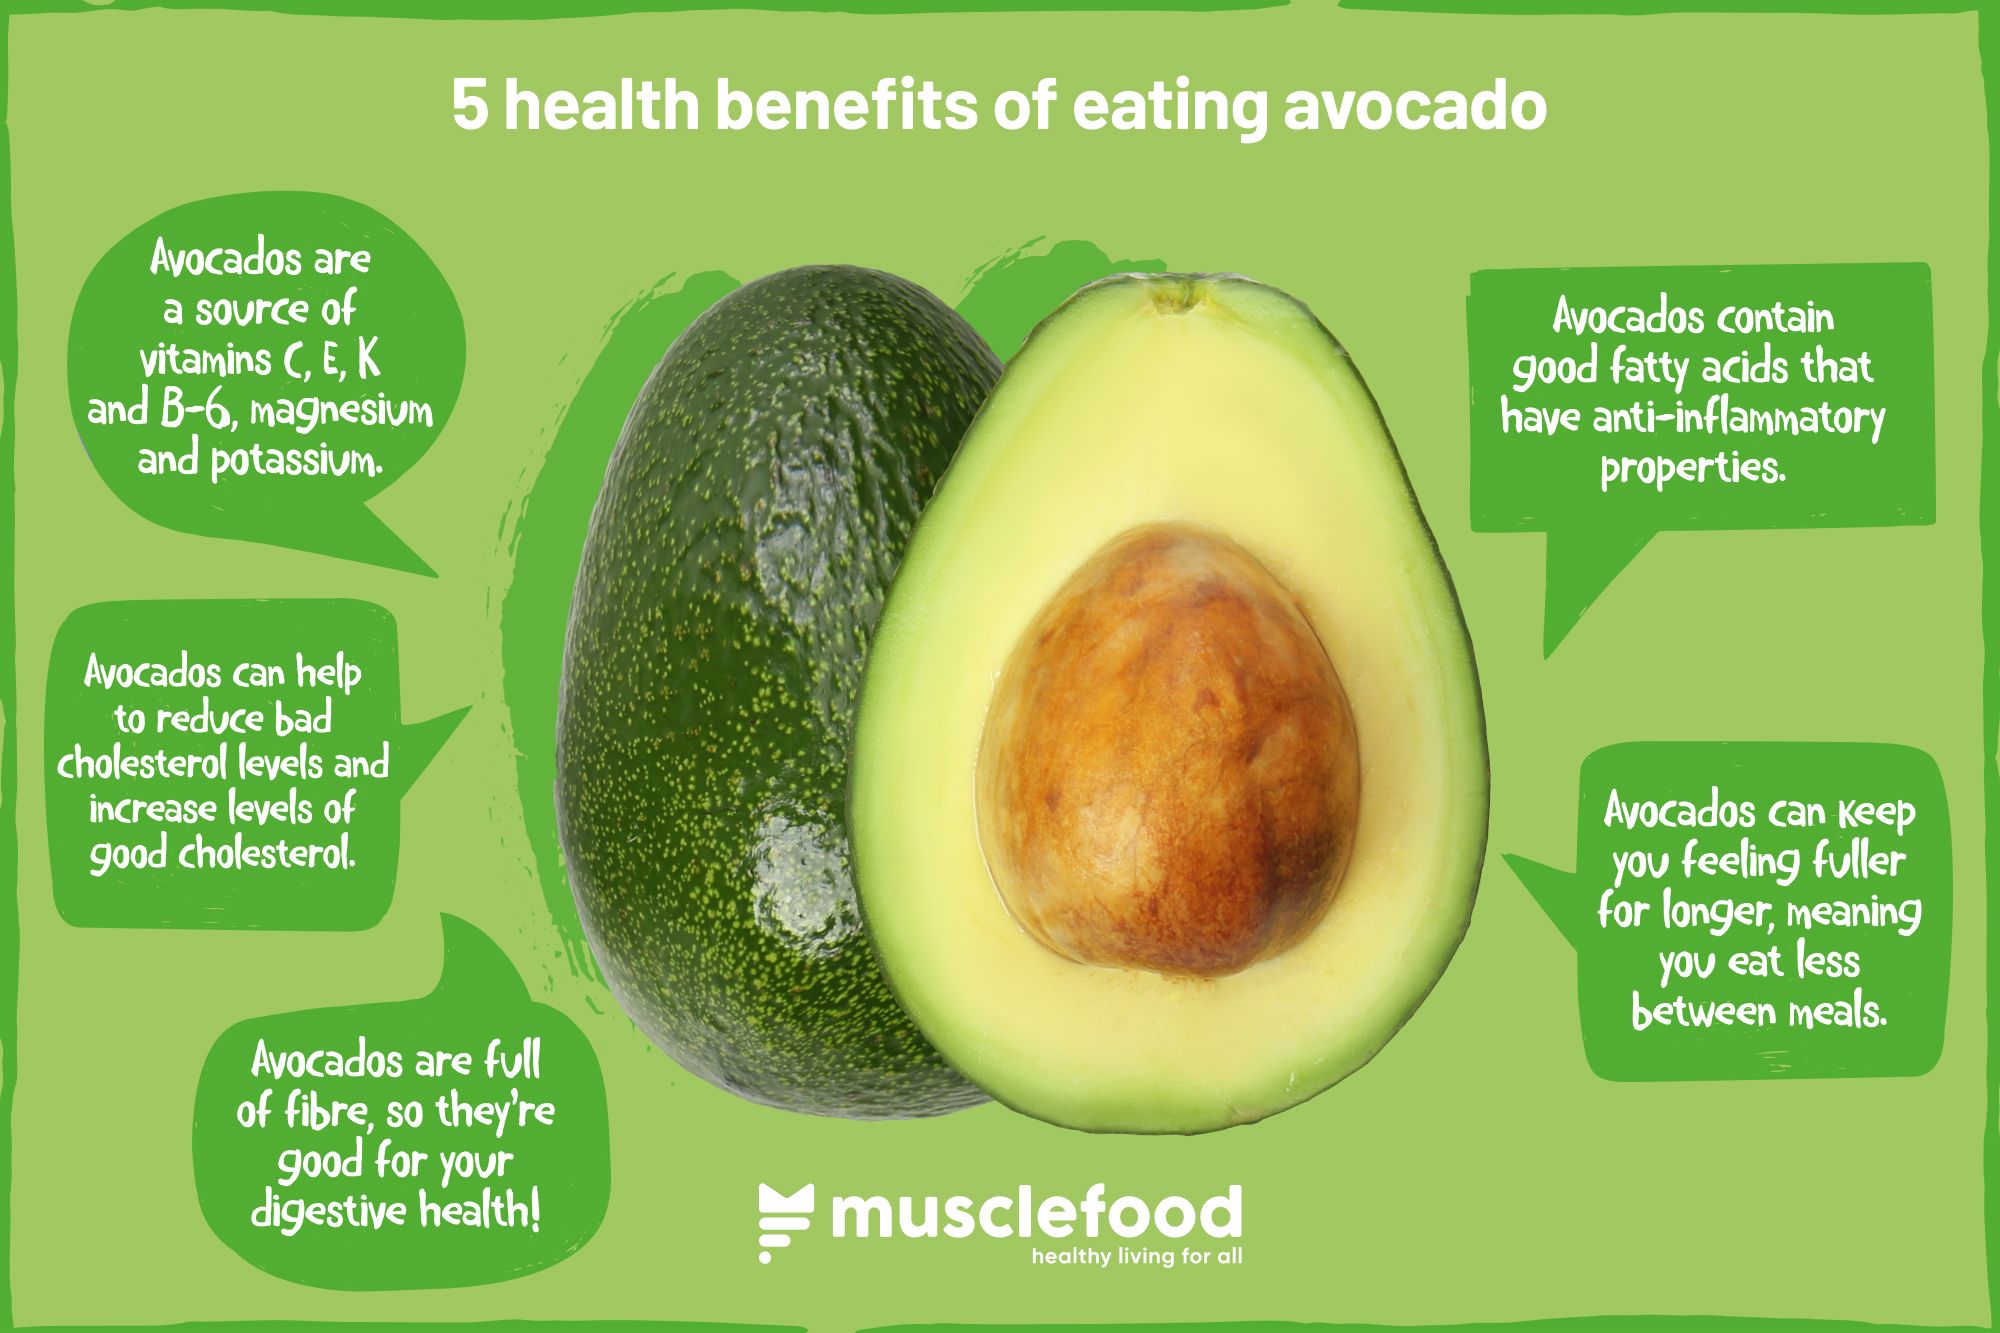 5 health benefits of eating avocado
Avocados are
a source of
vitamins C, E, K
and B-6, magnesium
and potassium.
Avocados can help
to reduce bad
cholesterol levels and
increase levels of
good cholesterol.
Avocados are full
of fibre, so they're
good for your
digestive health!
Avocados contain
good fatty acids that
have anti-inflammatory
properties.
Avocados can keep
you feeling fuller
for longer, meaning
you eat less
between meals.
musclefood
healthy living for all